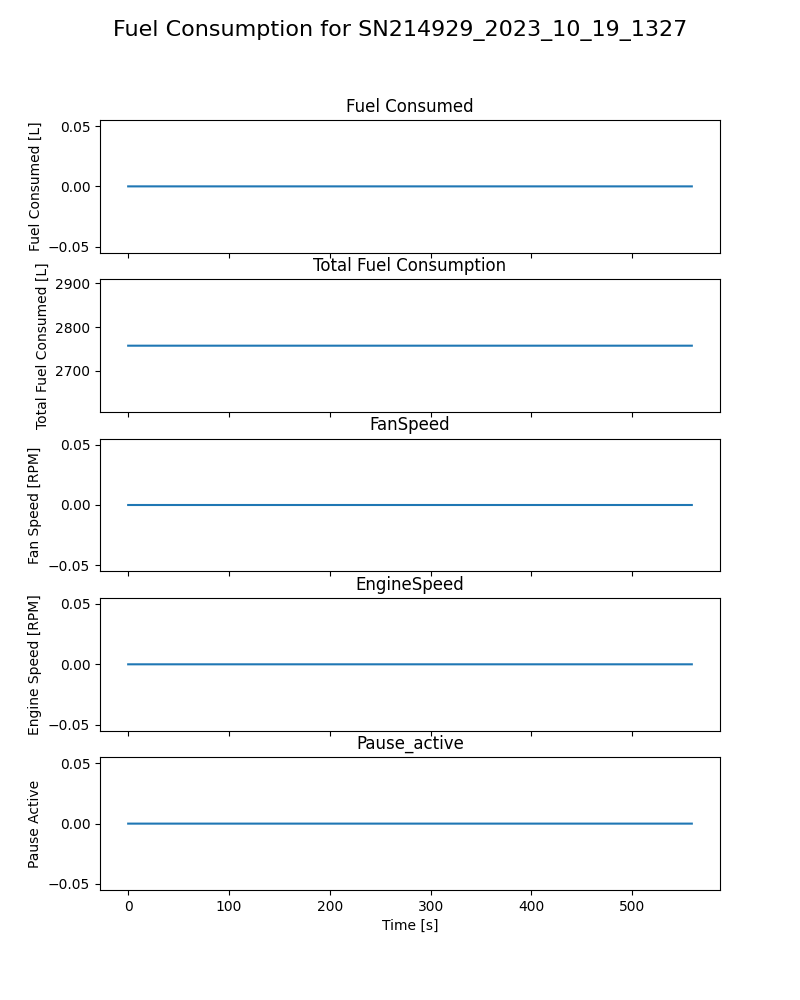 Fuel Consumption for SN214929_2023_10_19_1327
Fuel Consumed
Fuel Consumed [L]
0.05
0.00
−0.05
Total Fuel Consumption
Total Fuel Consumed [L]
2900
2800
2700
FanSpeed
Fan Speed [RPM]
0.05
0.00
−0.05
EngineSpeed
Engine Speed [RPM]
0.05
0.00
−0.05
Pause_active
Pause Active
0.05
0.00
−0.05
0 100 200 300 400 500
Time [s]